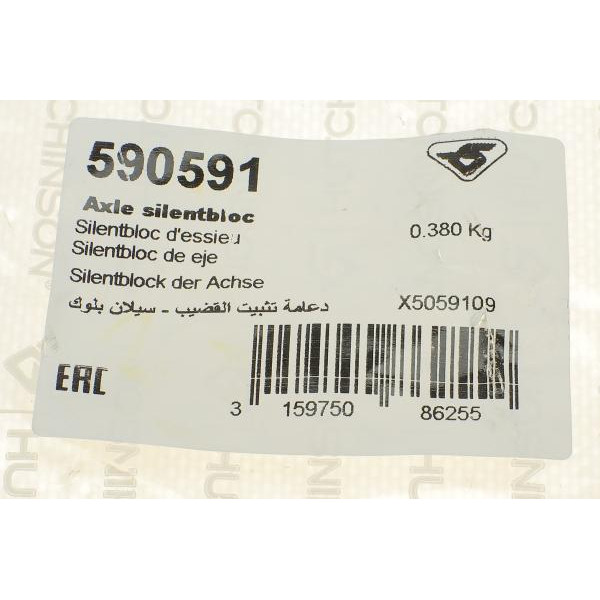 590591
Axle silentbloc
Silentbloc d'essieu
Silentbloc de eje
0.380 Kg
Silentblock der Achse
دعامة تثبيت القضيب - سيلان بلوك
X5059109
EAC
3 159750 86255
HUTCHINSON